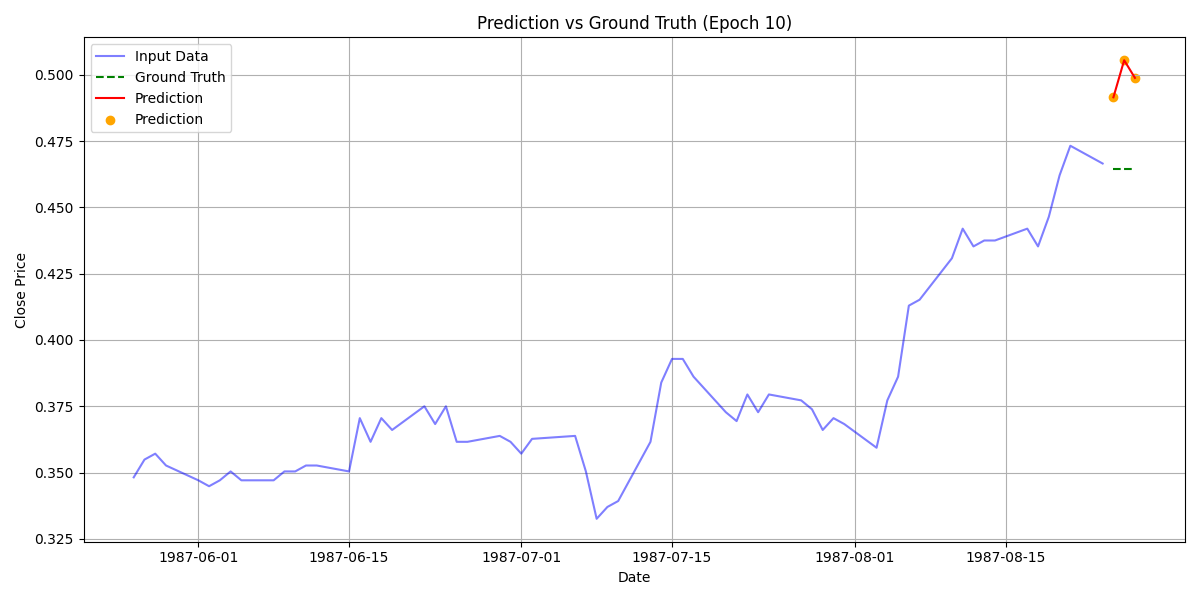 Prediction vs Ground Truth (Epoch 10)
Input Data
Ground Truth
Prediction
Prediction
Close Price
0.500
0.475
0.450
0.425
0.400
0.375
0.350
0.325
1987-06-01 1987-06-15 1987-07-01 1987-07-15 1987-08-01 1987-08-15
Date